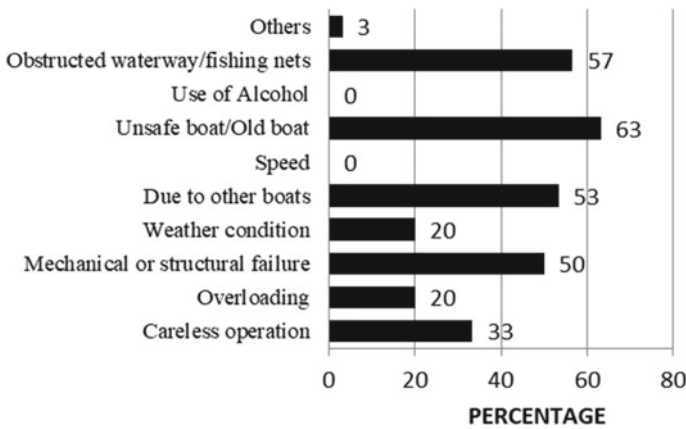 Others 3
Obstructed waterway/fishing nets 57
Use of Alcohol 0
Unsafe boat/Old boat 63
Speed 0
Due to other boats 53
Weather condition 20
Mechanical or structural failure 50
Overloading 20
Careless operation 33
0 20 40 60 80
PERCENTAGE